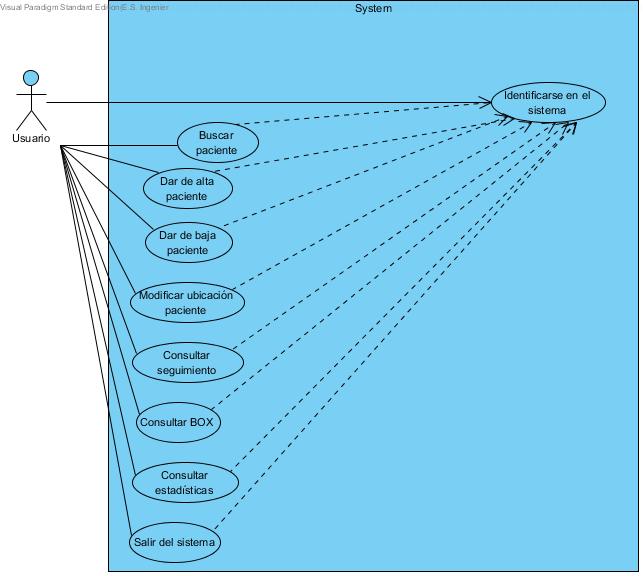 Visual Paradigm Standard Edition(E.S. Ingenier
System
Identificarse en el
sistema
Usuario
Buscar
paciente
Dar de alta
paciente
Dar de baja
paciente
Modificar ubicación
paciente
Consultar
seguimiento
Consultar BOX
Consultar
estadísticas
Salir del sistema